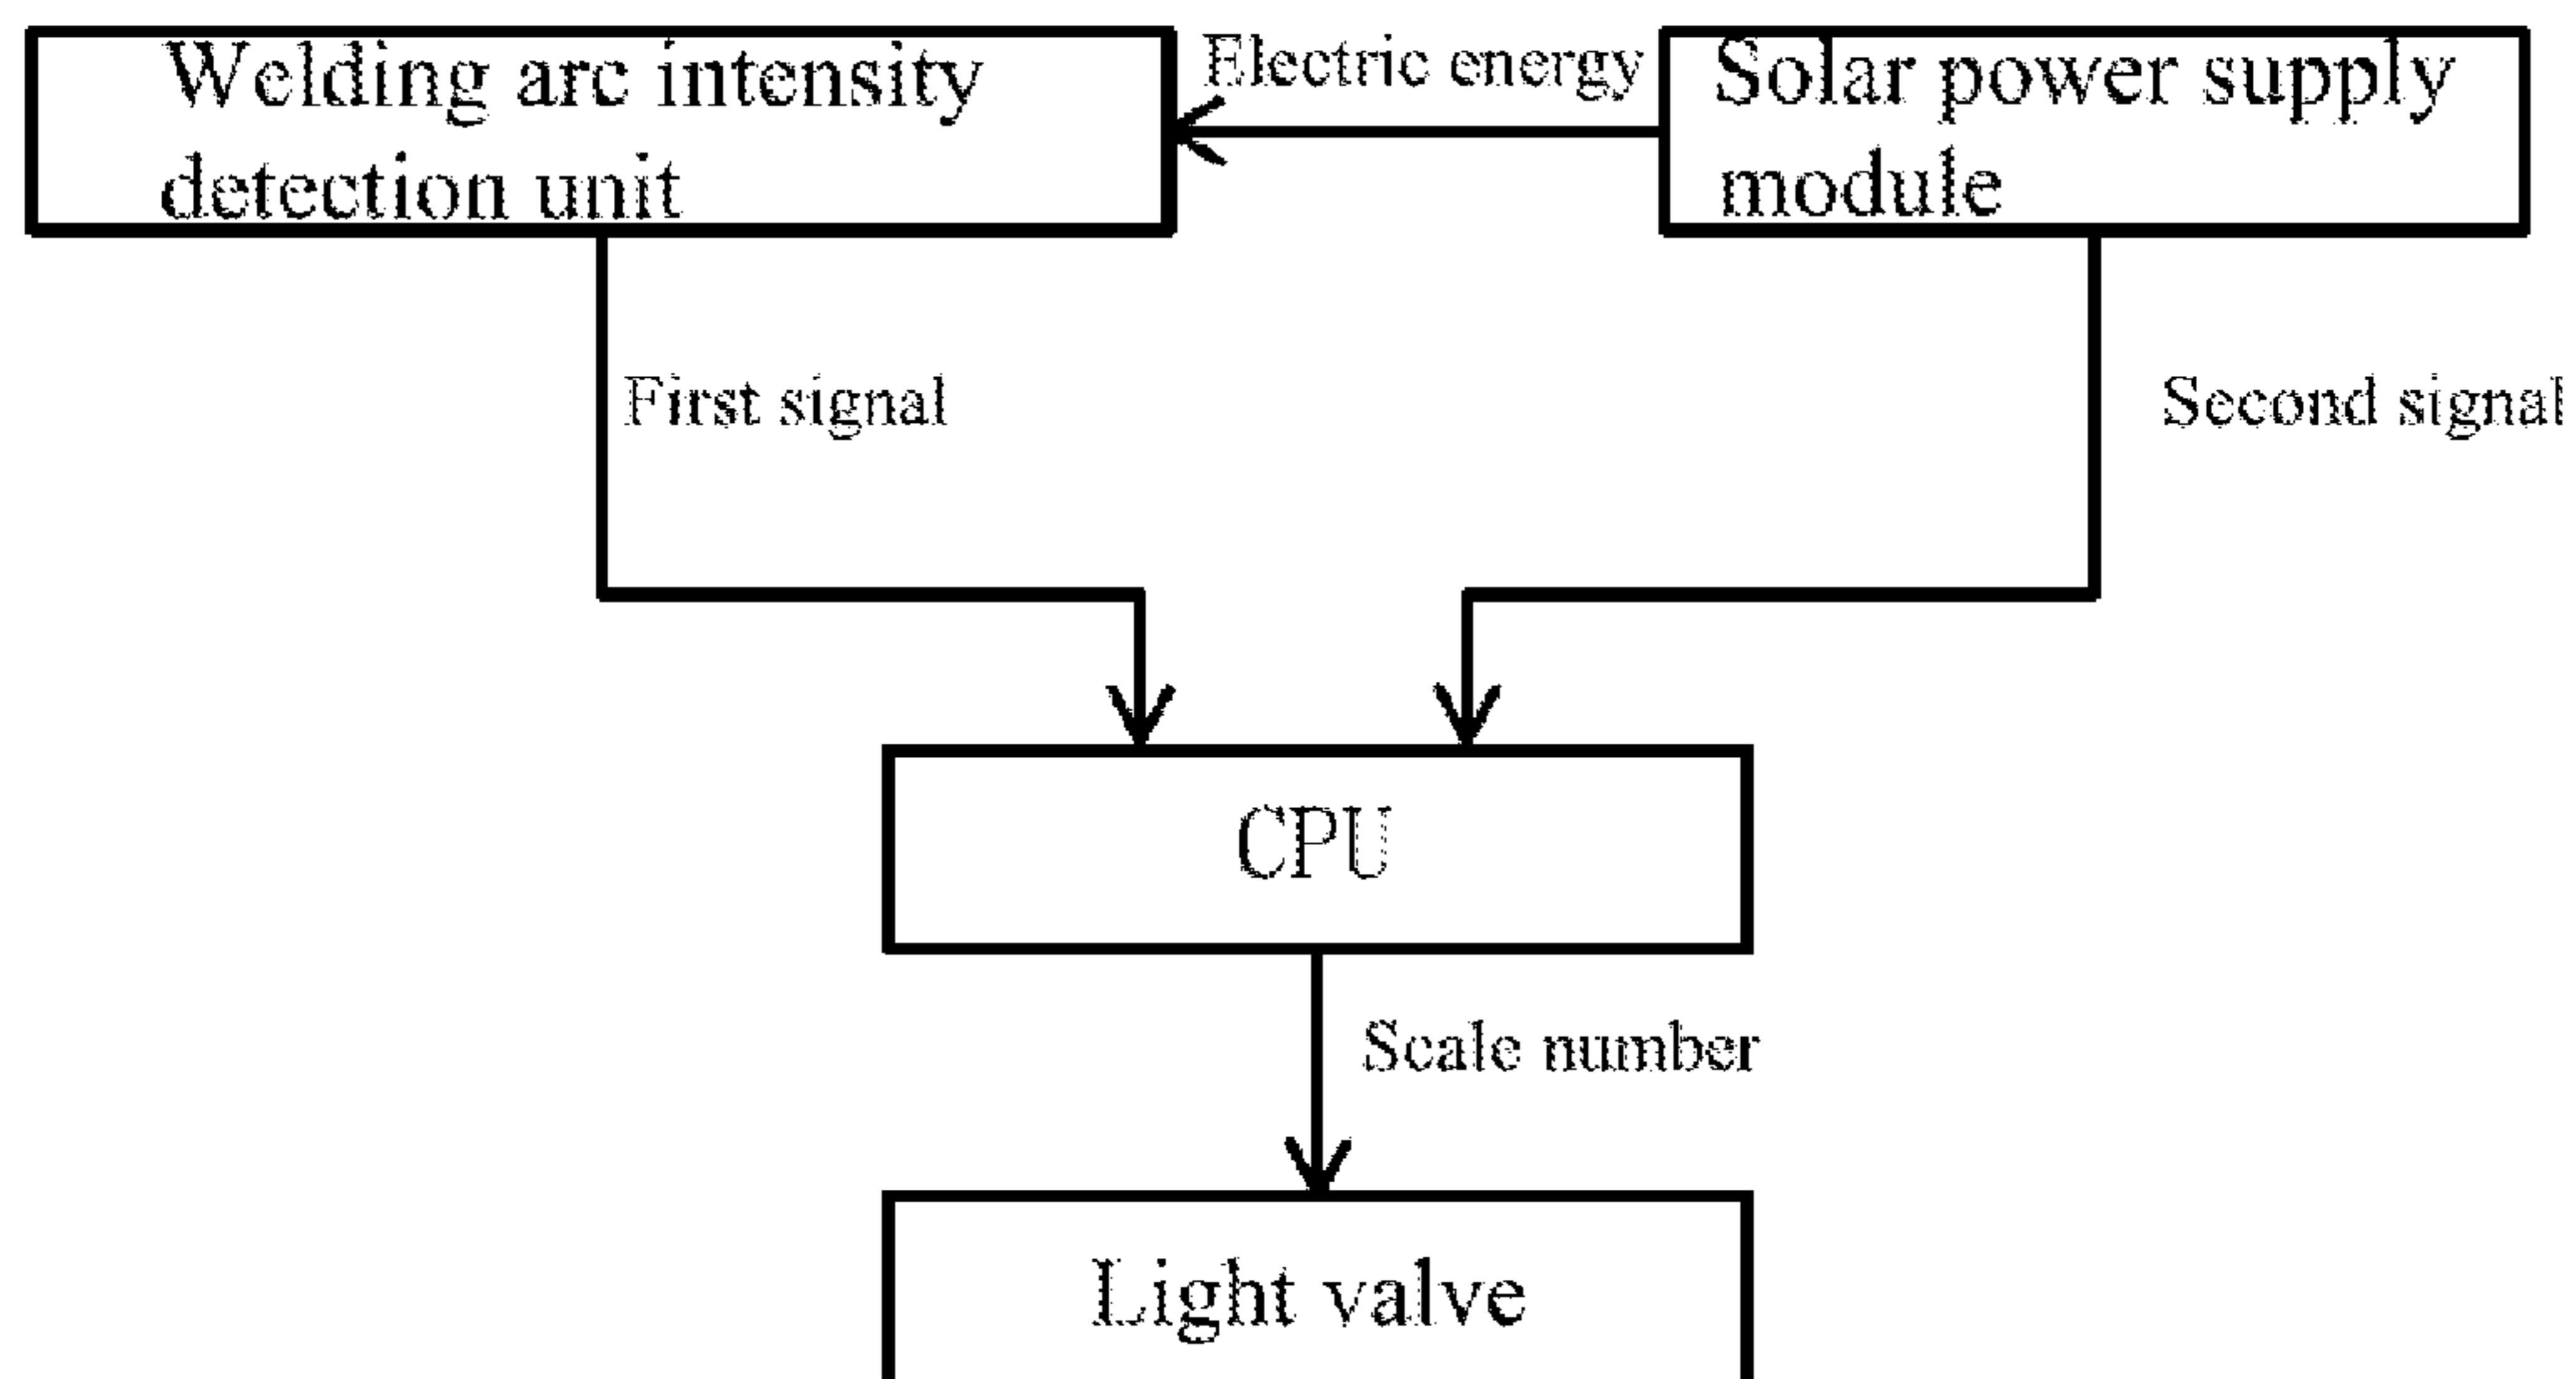 Welding arc intensity
detection unit
Electric energy
Solar power supply
module
First signal
Second signal
CPU
Scale number
Light valve